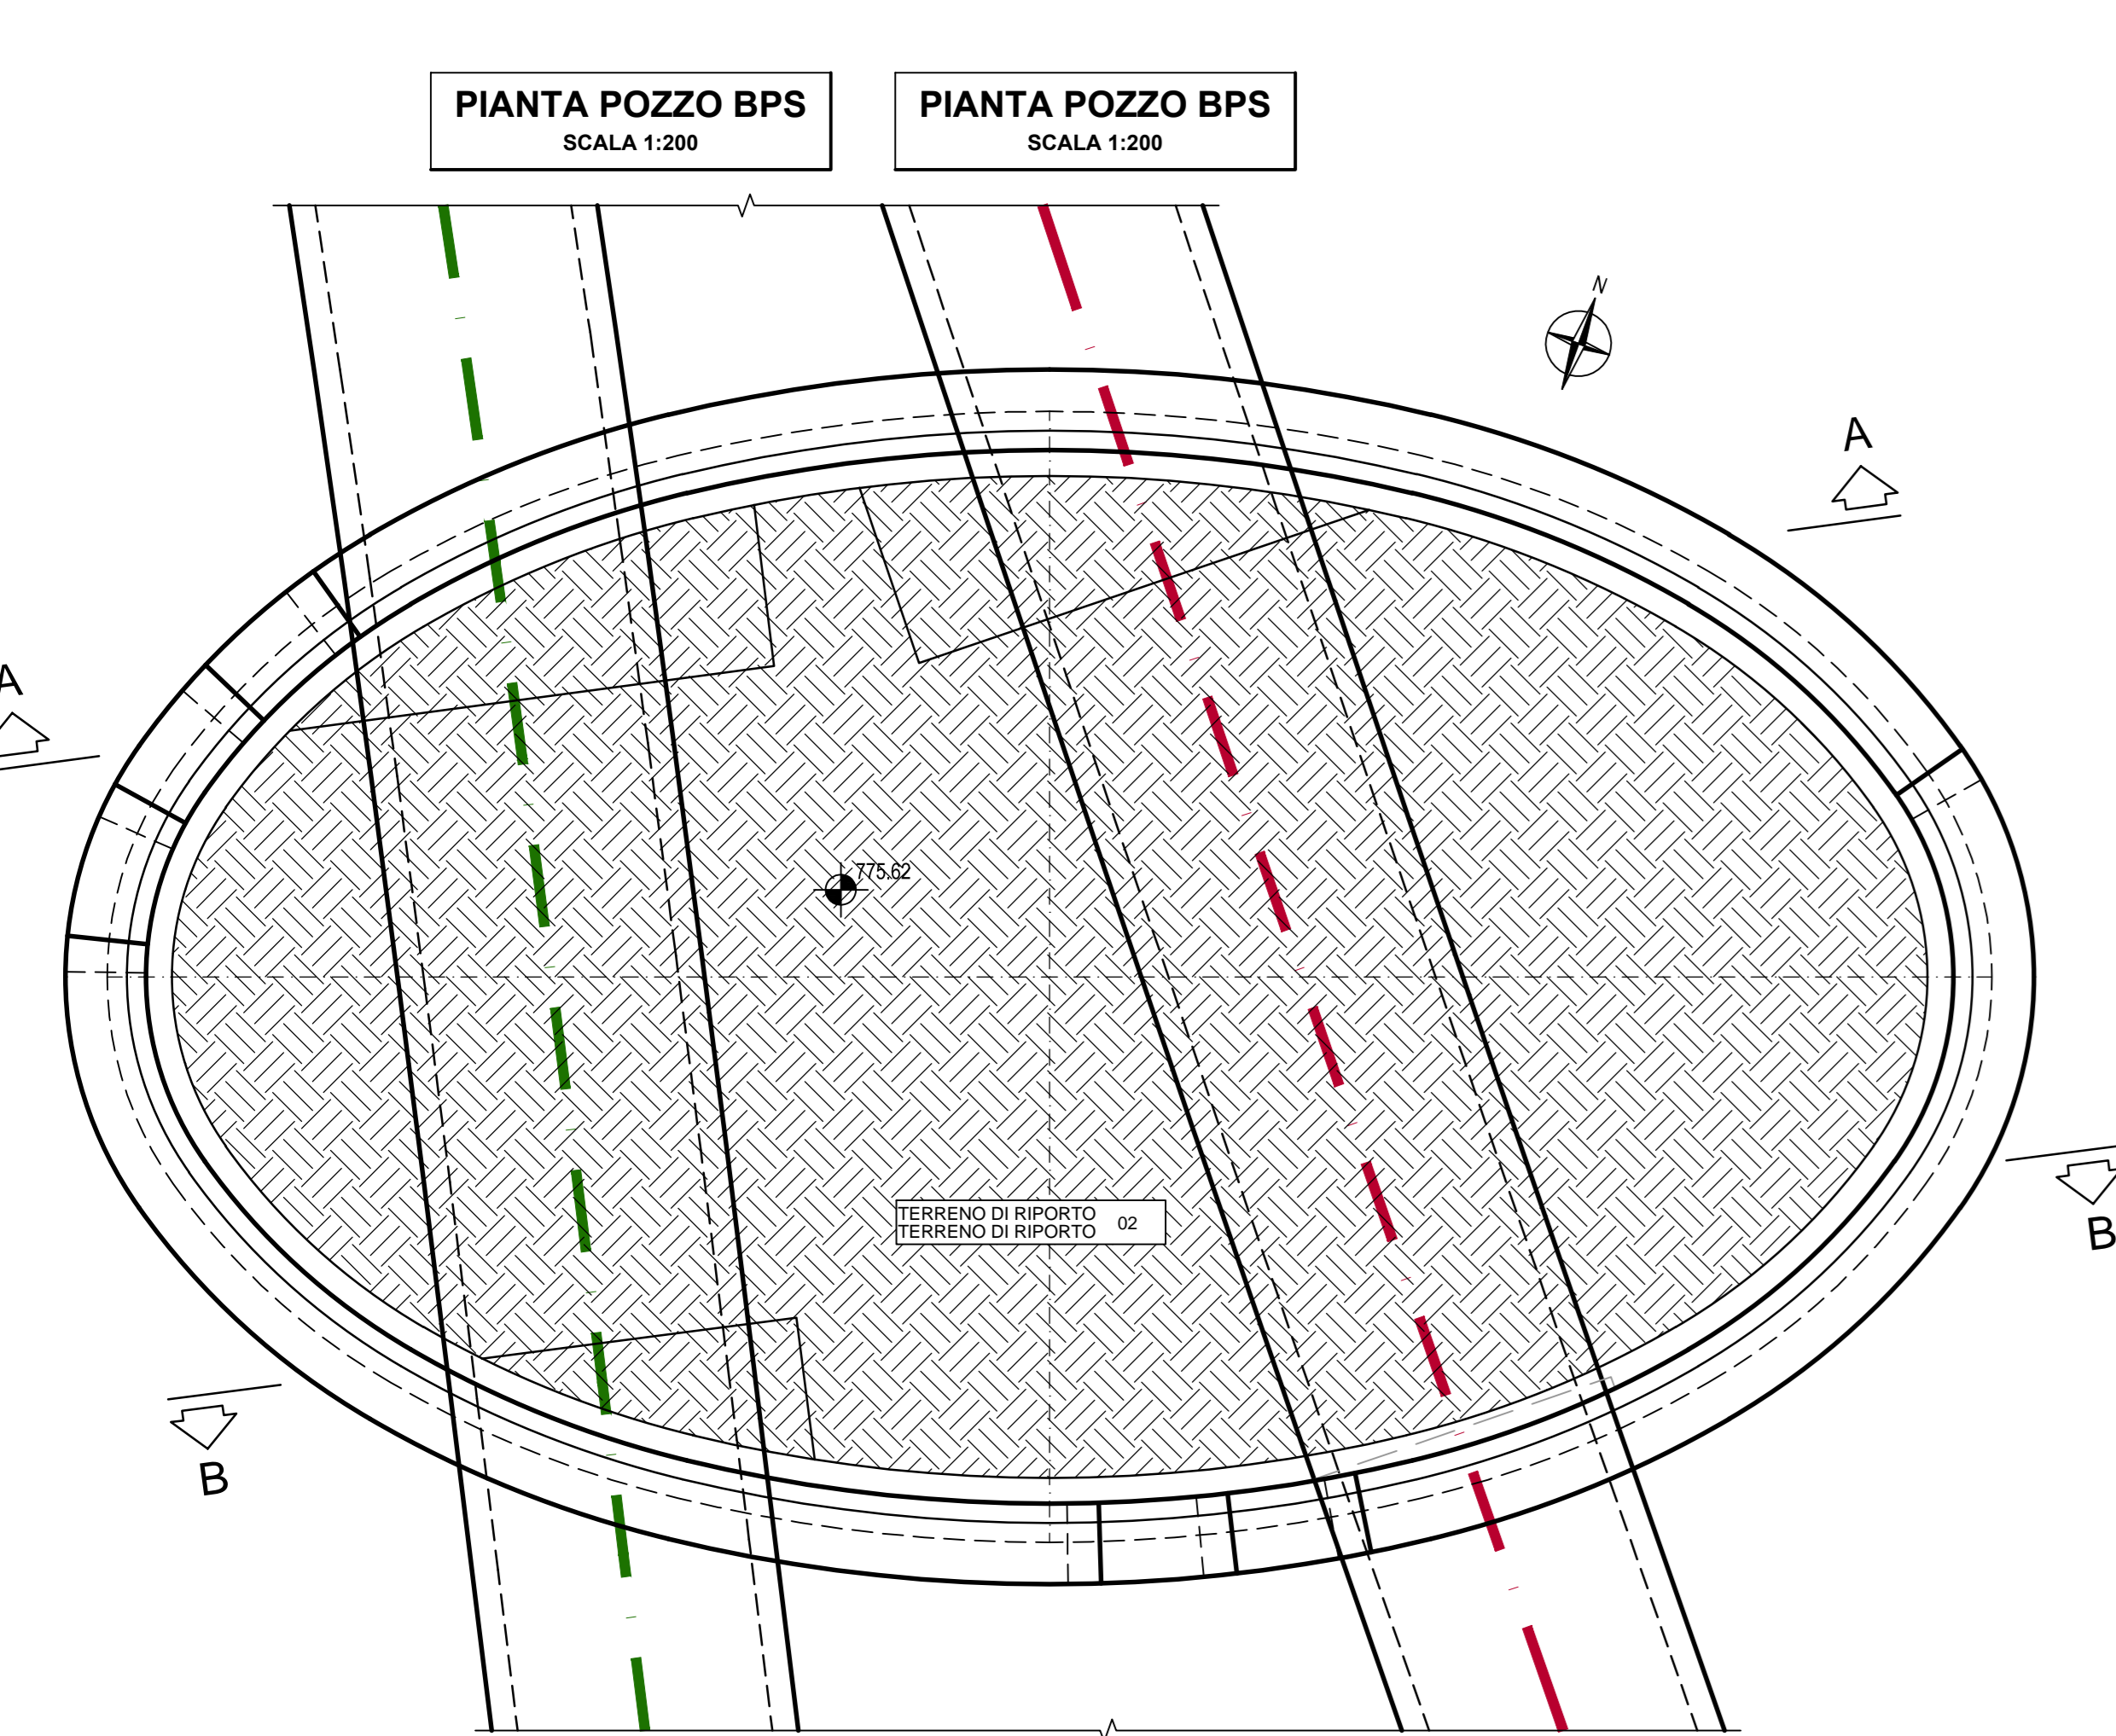 PIANTA POZZO BPS
SCALA 1:200
PIANTA POZZO BPS
SCALA 1:200
N
A
A
775.62
TERRENO DI RIPORTO
TERRENO DI RIPORTO
02
B
B